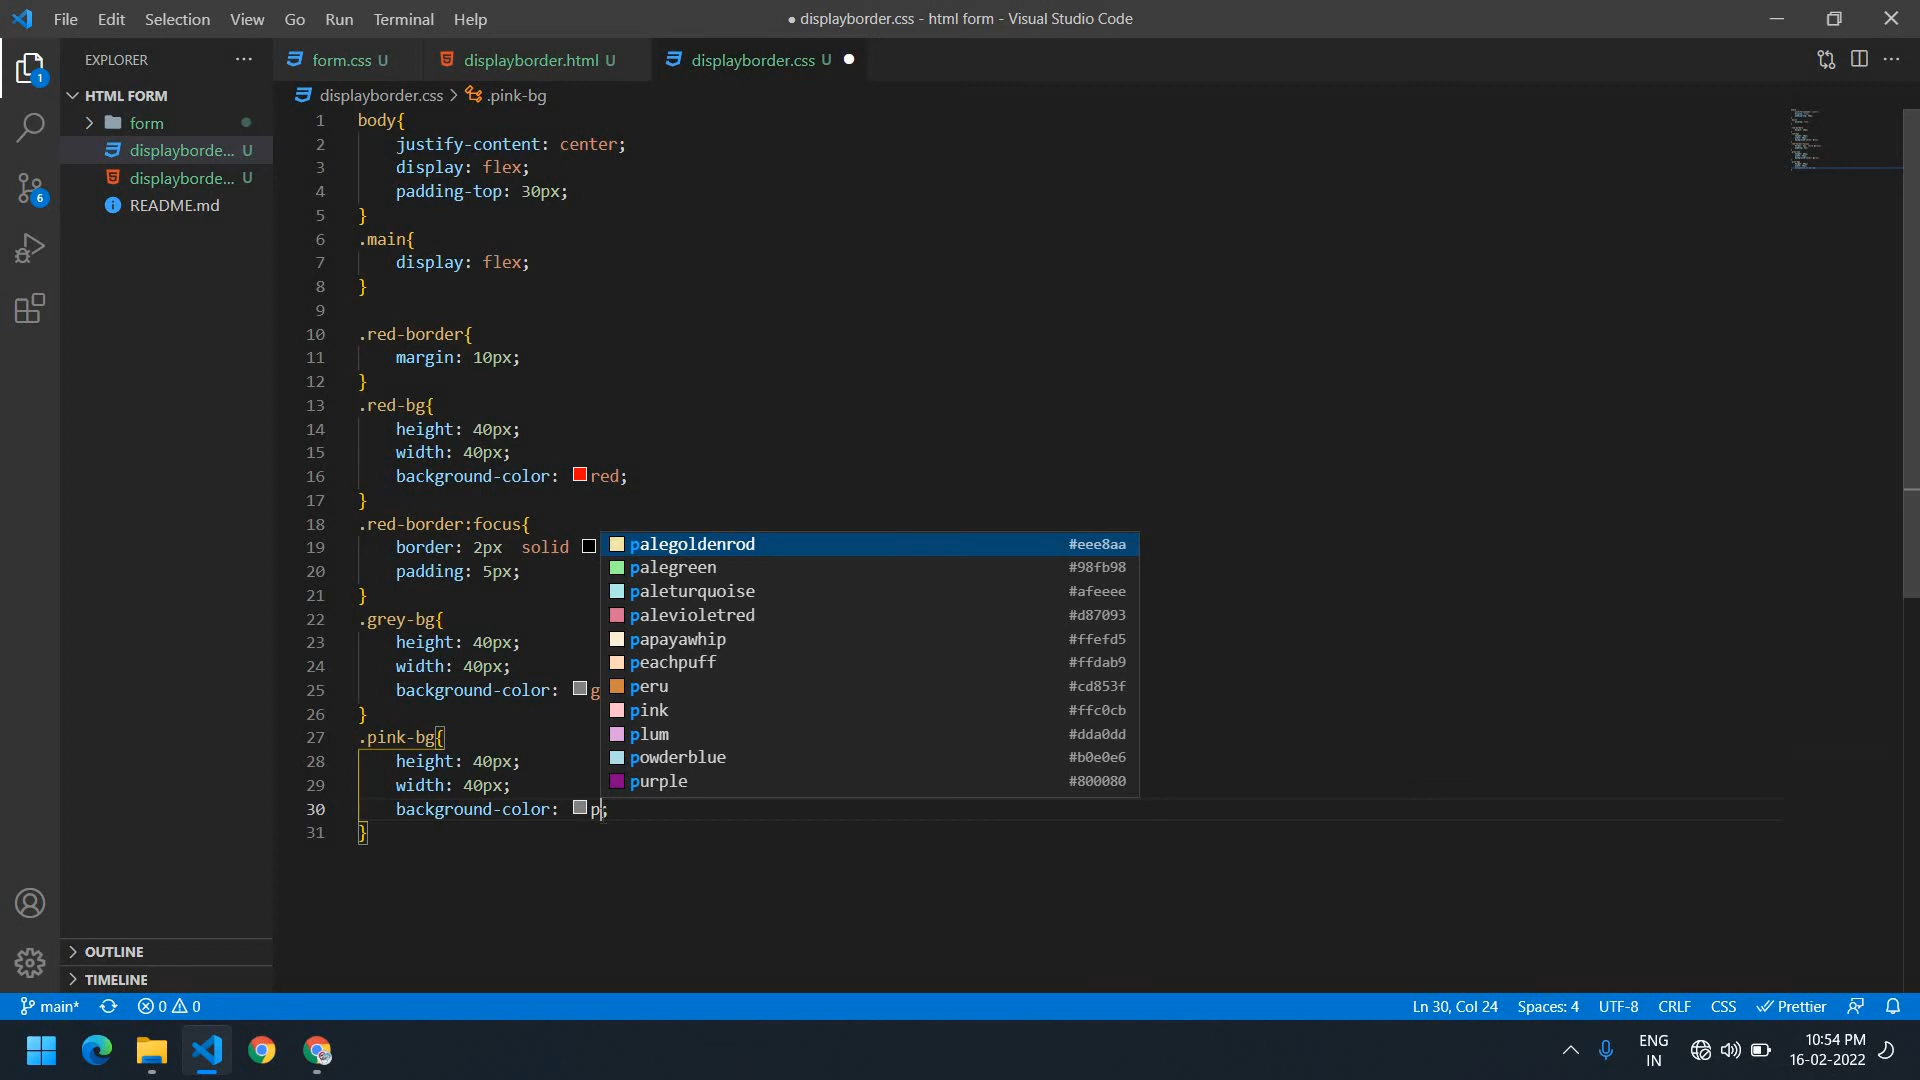 File Edit Selection View Go Run Terminal Help
● displayborder.css - html form - Visual Studio Code
EXPLORER
form.css U
displayborder.html U
displayborder.css U
1
HTML FORM
form
displayborde... U
displayborde... U
README.md
6
displayborder.css > .pink-bg
1 body{
2 justify-content: center;
3 display: flex;
4 padding-top: 30px;
5 }
6 .main{
7 display: flex;
8 }
9
10 .red-border{
11 margin: 10px;
12 }
13 .red-bg{
14 height: 40px;
15 width: 40px;
16 background-color: red;
17 }
18 .red-border:focus{
19 border: 2px solid
20 padding: 5px;
21 }
22 .grey-bg{
23 height: 40px;
24 width: 40px;
25 background-color: g
26 }
27 .pink-bg{
28 height: 40px;
29 width: 40px;
30 background-color: p;
31 }
palegoldenrod #eee8aa
palegreen #98fb98
paleturquoise #afeeee
palevioletred #d87093
papayawhip #ffefd5
peachpuff #ffdab9
peru #cd853f
pink #ffc0cb
plum #dda0dd
powderblue #b0e0e6
purple #800080
OUTLINE
TIMELINE
main* 0 0
Ln 30, Col 24 Spaces: 4 UTF-8 CRLF CSS Prettier
ENG
IN
10:54 PM
16-02-2022